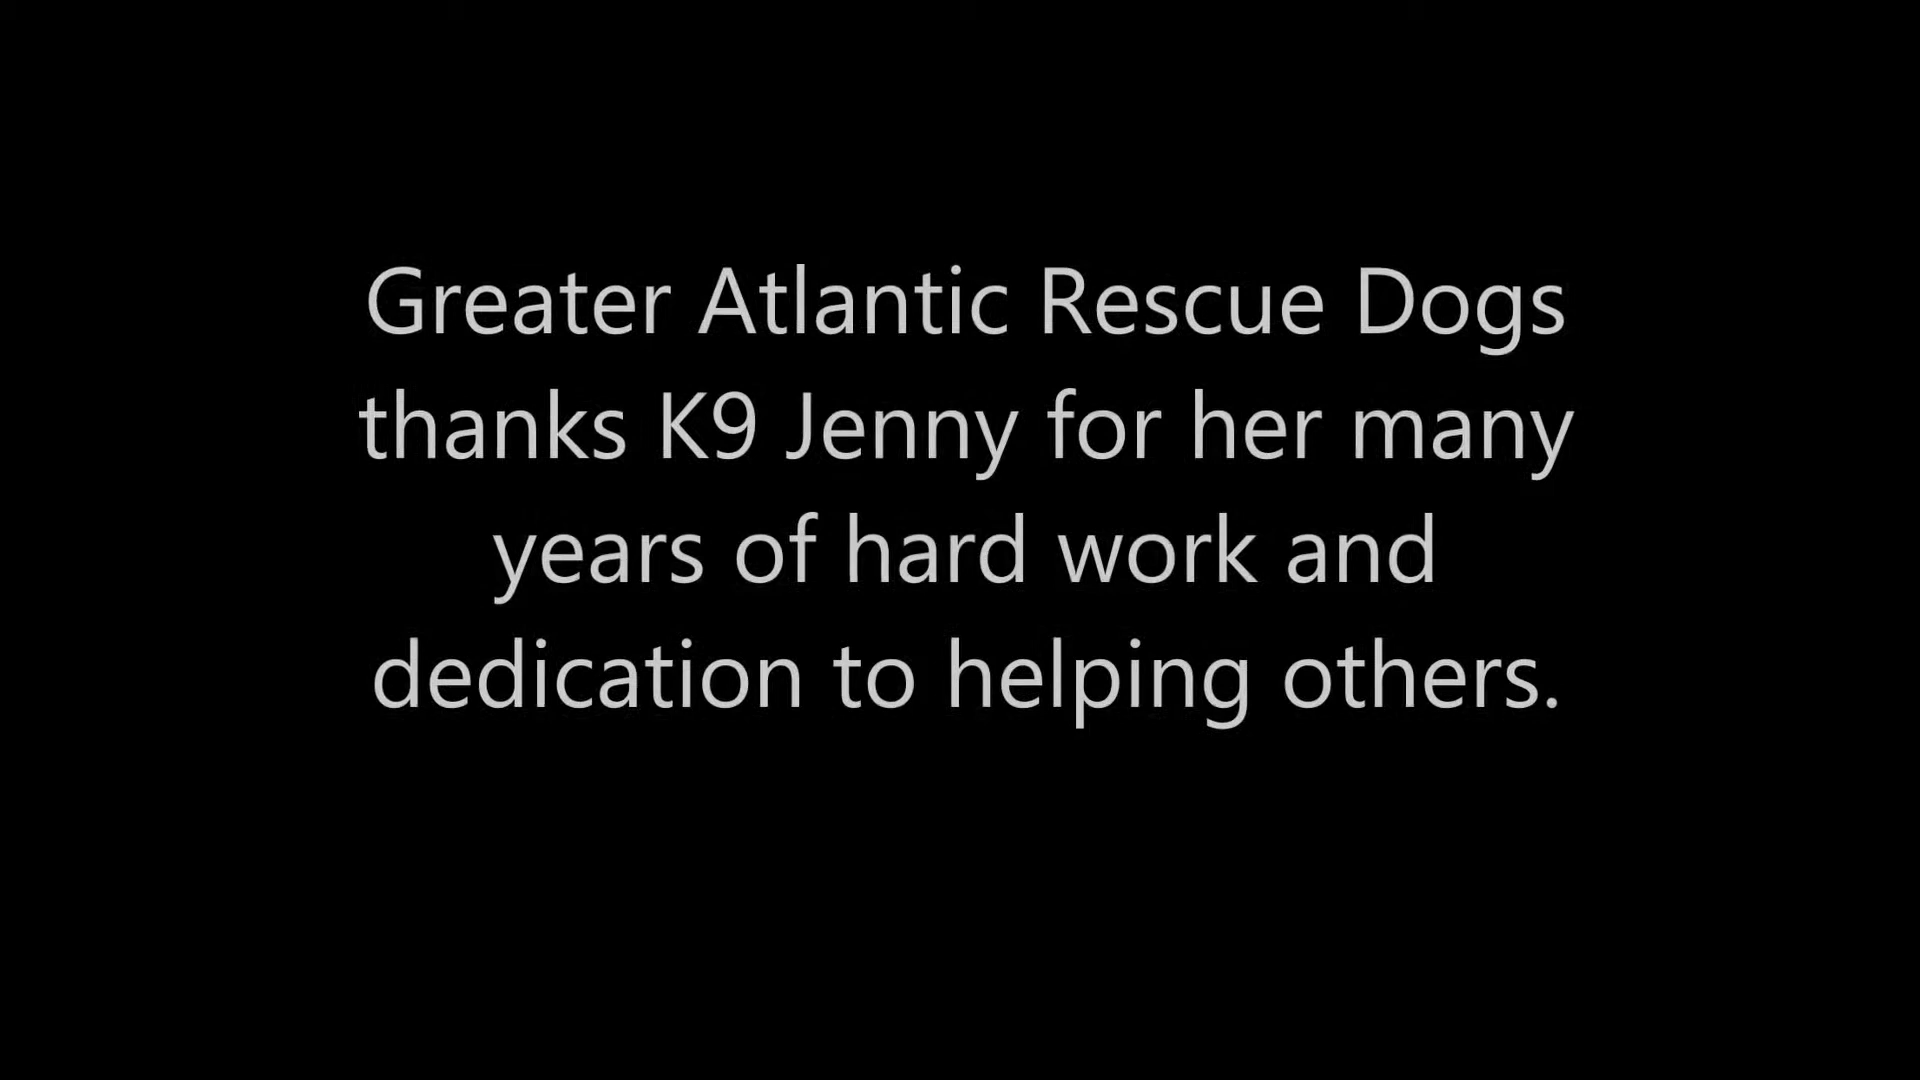 Greater Atlantic Rescue Dogs
thanks K9 Jenny for her many
years of hard work and
dedication to helping others.